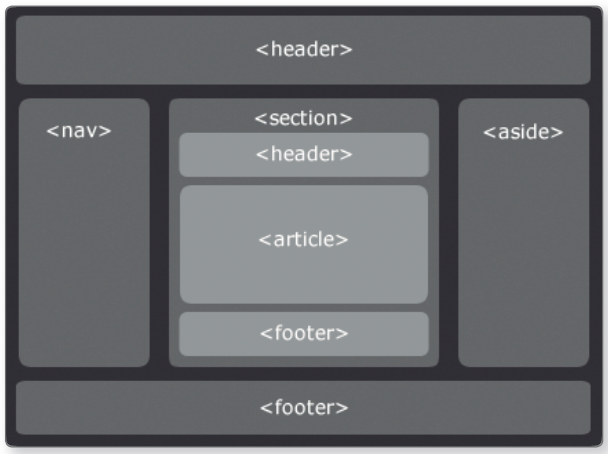 <header>
<nav>
<section>
<aside>
<header>
<article>
<footer>
<footer>